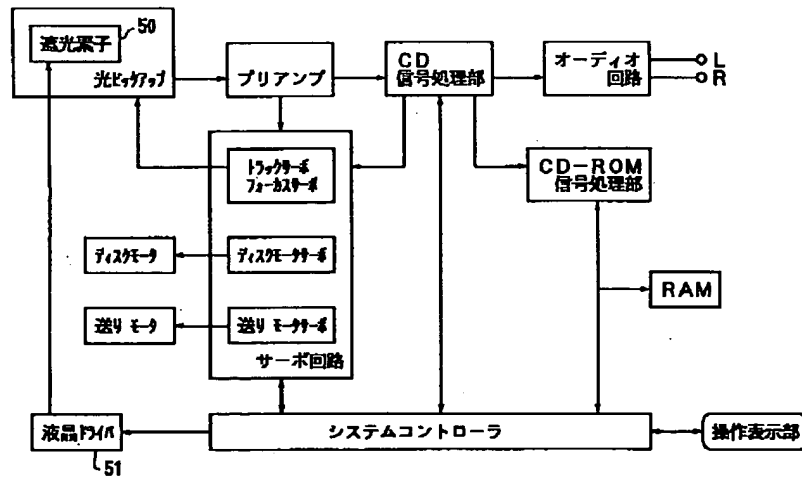 遮光素子
50
光ピックアップ
プリアンプ
CD
信号処理部
オーディオ
回路
L
R
トラックサーボ
フォーカスサーボ
CD-ROM
信号処理部
ディスクモータ
ディスクモータサーボ
RAM
送り モータ
送り モータサーボ
サーボ回路
液晶ドライバ
51
システムコントローラ
操作表示部